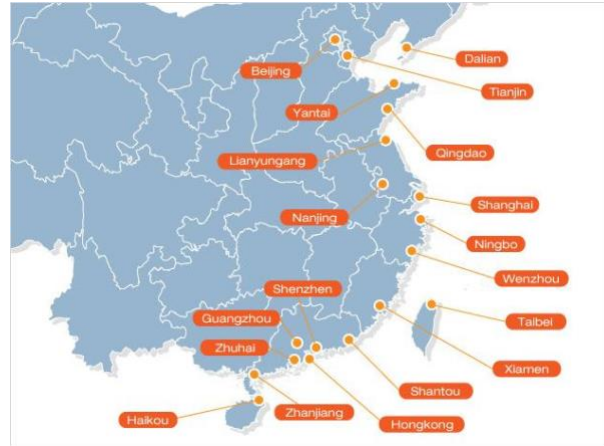 Dalian
Beijing
Tianjin
Yantai
Qingdao
Lianyungang
Shanghai
Nanjing
Ningbo
Wenzhou
Shenzhen
Guangzhou
Taibei
Zhuhai
Xiamen
Shantou
Zhanjiang
Haikou
Hongkong